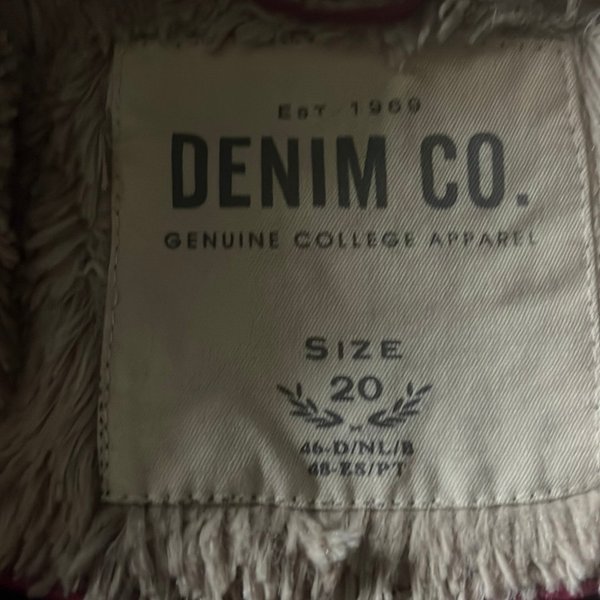 EST. 1969
DENIM CO.
GENUINE COLLEGE APPAREL
SIZE
20
46-D/NL/B
48-ES/PT